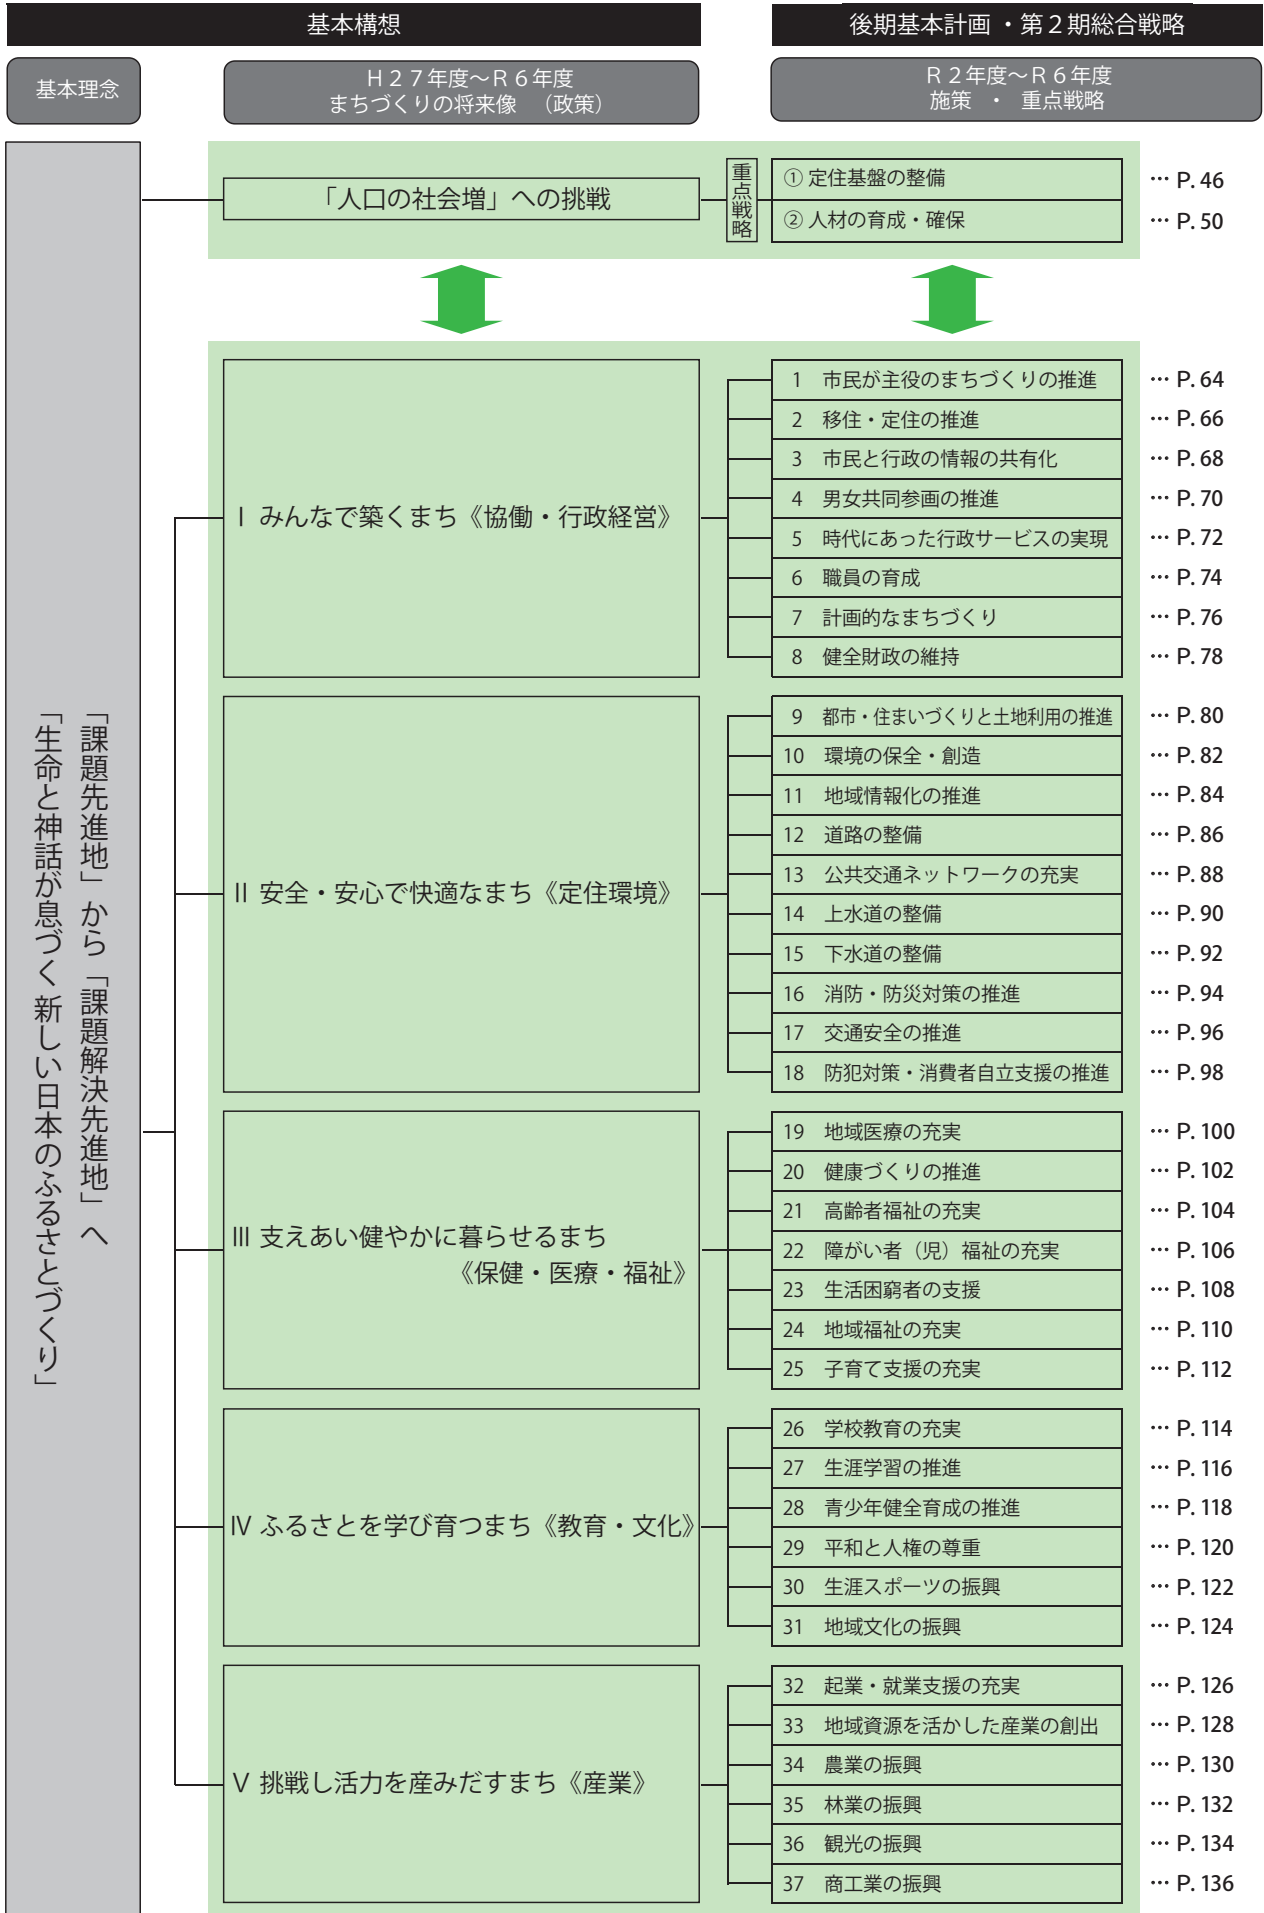 基本構想
後期基本計画・第２期総合戦略
基本理念
Ｈ２７年度～Ｒ６年度
まちづくりの将来像　（政策）
Ｒ２年度～Ｒ６年度
施策　・　重点戦略
「課題先進地」から「課題解決先進地」へ
「生命と神話が息づく 新しい日本のふるさとづくり」
「人口の社会増」への挑戦
重点戦略
① 定住基盤の整備 … P. 46
② 人材の育成・確保 … P. 50
Ⅰ みんなで築くまち《協働・行政経営》
1 市民が主役のまちづくりの推進 … P. 64
2 移住・定住の推進 … P. 66
3 市民と行政の情報の共有化 … P. 68
4 男女共同参画の推進 … P. 70
5 時代にあった行政サービスの実現 … P. 72
6 職員の育成 … P. 74
7 計画的なまちづくり … P. 76
8 健全財政の維持 … P. 78
Ⅱ 安全・安心で快適なまち《定住環境》
9 都市・住まいづくりと土地利用の推進 … P. 80
10 環境の保全・創造 … P. 82
11 地域情報化の推進 … P. 84
12 道路の整備 … P. 86
13 公共交通ネットワークの充実 … P. 88
14 上水道の整備 … P. 90
15 下水道の整備 … P. 92
16 消防・防災対策の推進 … P. 94
17 交通安全の推進 … P. 96
18 防犯対策・消費者自立支援の推進 … P. 98
Ⅲ 支えあい健やかに暮らせるまち
《保健・医療・福祉》
19 地域医療の充実 … P. 100
20 健康づくりの推進 … P. 102
21 高齢者福祉の充実 … P. 104
22 障がい者（児）福祉の充実 … P. 106
23 生活困窮者の支援 … P. 108
24 地域福祉の充実 … P. 110
25 子育て支援の充実 … P. 112
Ⅳ ふるさとを学び育つまち《教育・文化》
26 学校教育の充実 … P. 114
27 生涯学習の推進 … P. 116
28 青少年健全育成の推進 … P. 118
29 平和と人権の尊重 … P. 120
30 生涯スポーツの振興 … P. 122
31 地域文化の振興 … P. 124
Ⅴ 挑戦し活力を産みだすまち《産業》
32 起業・就業支援の充実 … P. 126
33 地域資源を活かした産業の創出 … P. 128
34 農業の振興 … P. 130
35 林業の振興 … P. 132
36 観光の振興 … P. 134
37 商工業の振興 … P. 136